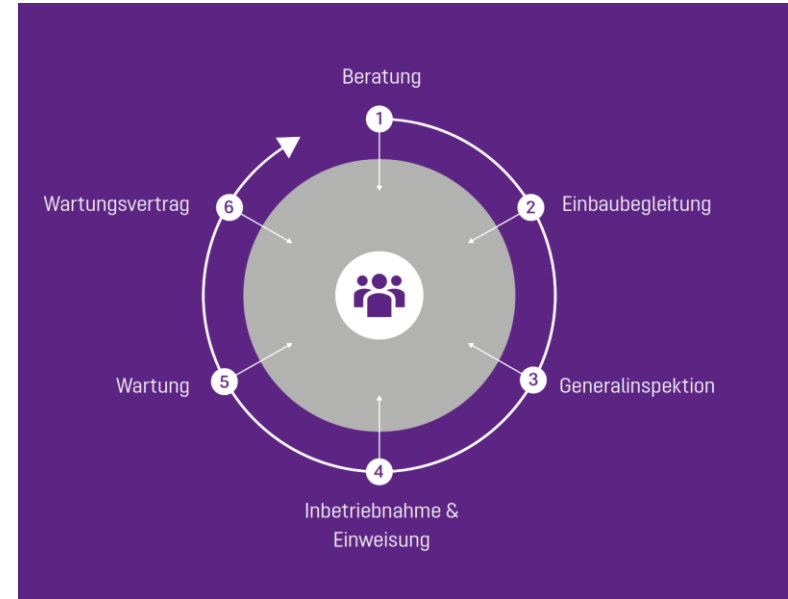 Beratung
1
2
Einbaubegleitung
3
Generalinspektion
4
Inbetriebnahme &
Einweisung
5
Wartung
6
Wartungsvertrag